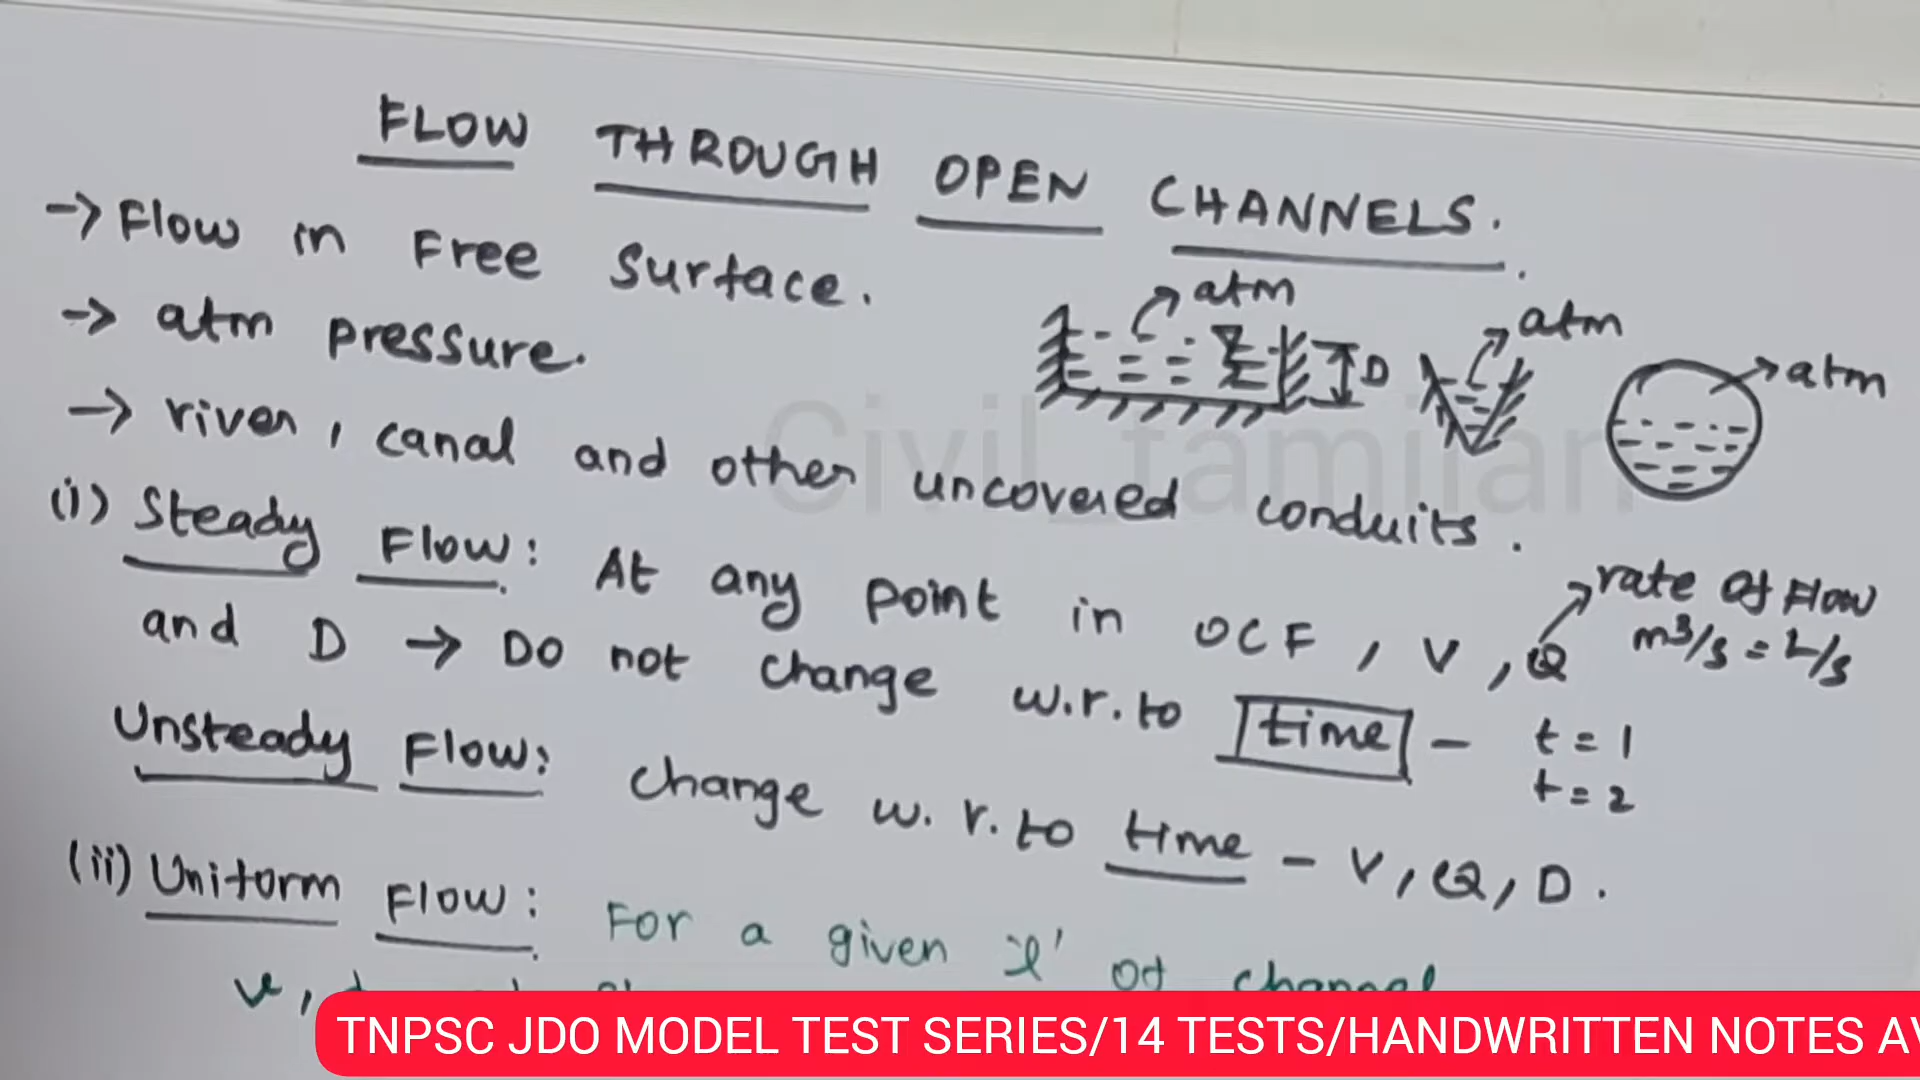 FLOW THROUGH OPEN CHANNELS.
→ Flow in Free surface.
→ atm pressure.
→ river, canal and other uncovered conduits.
atm
D
atm
atm
Civil_tamilan
(i) Steady Flow: At any point in OCF, V, Q
→ rate of Flow
m³/s = L/s
and D → Do not change w.r.to time - t = 1
t = 2
Unsteady Flow: change w.r.to time - V, Q, D.
(ii) Uniform Flow: For a given 'l' of channel
v,
TNPSC JDO MODEL TEST SERIES/14 TESTS/HANDWRITTEN NOTES AV